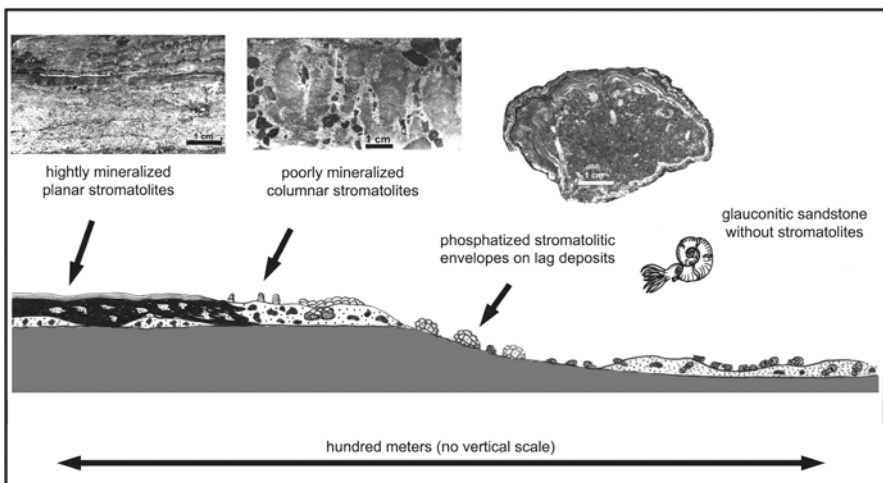 1 cm
1 cm
1 cm
hightly mineralized
planar stromatolites
poorly mineralized
columnar stromatolites
phosphatized stromatolitic
envelopes on lag deposits
glauconitic sandstone
without stromatolites
hundred meters (no vertical scale)